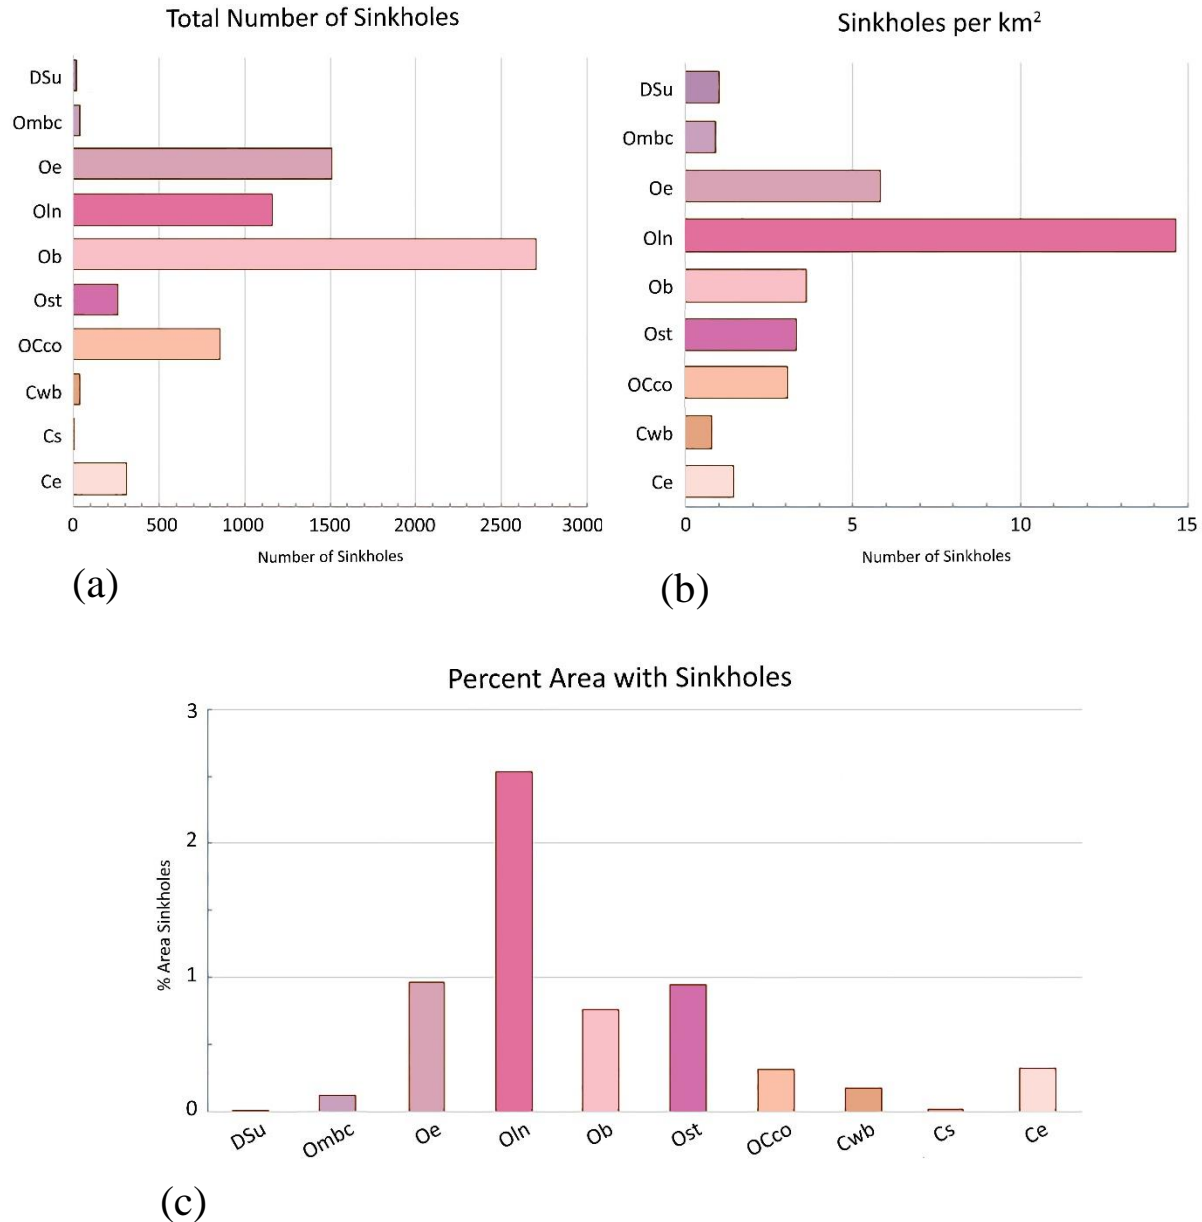 Total Number of Sinkholes
DSu
Ombc
Oe
Oln
Ob
Ost
OCco
Cwb
Cs
Ce
0 500 1000 1500 2000 2500 3000
Number of Sinkholes
(a)
Sinkholes per km²
DSu
Ombc
Oe
Oln
Ob
Ost
OCco
Cwb
Ce
0 5 10 15
Number of Sinkholes
(b)
Percent Area with Sinkholes
3
2
1
0
% Area Sinkholes
DSu Ombc Oe Oln Ob Ost OCco Cwb Cs Ce
(c)